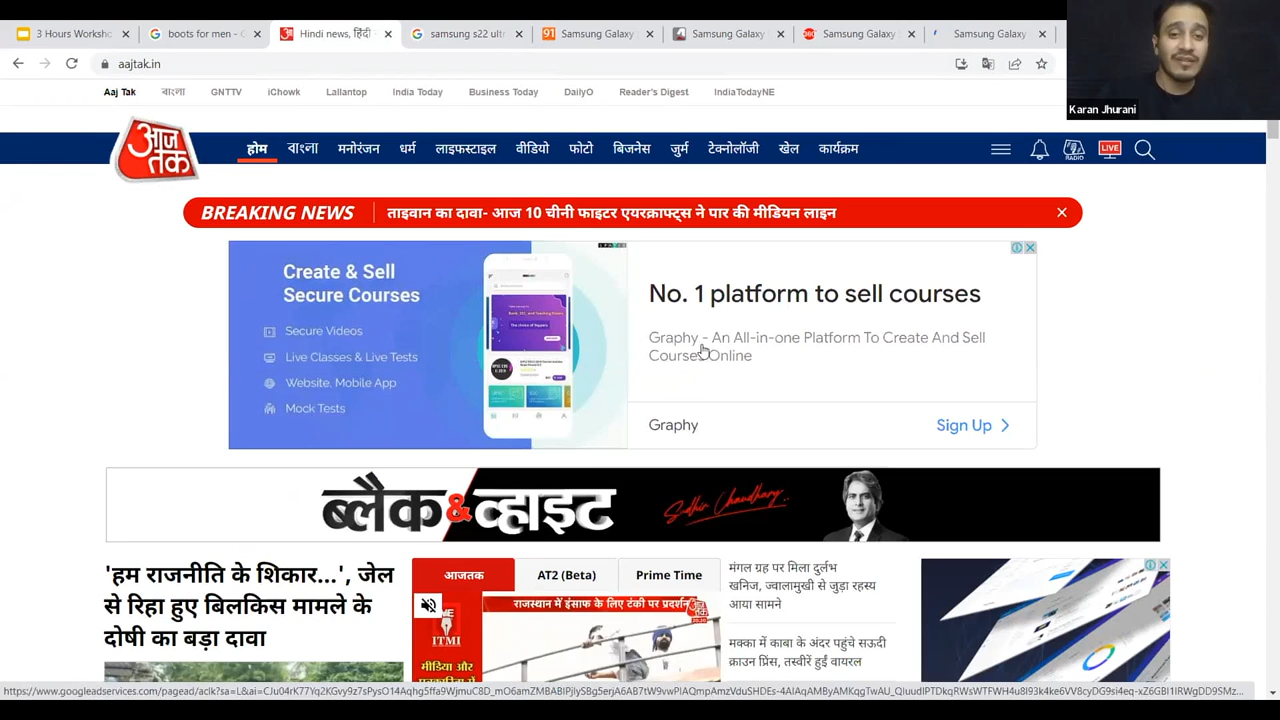 3 Hours Worksho
boots for men - G
Hindi news, हिंदी
samsung s22 ultr
Samsung Galaxy
Samsung Galaxy
Samsung Galaxy
Samsung Galaxy
aajtak.in
Karan Jhurani
Aaj Tak বাংলা GNTTV iChowk Lallantop India Today Business Today DailyO Reader's Digest IndiaTodayNE
आज तक
होम বাংলা मनोरंजन धर्म लाइफस्टाइल वीडियो फोटो बिजनेस जुर्म टेक्नोलॉजी खेल कार्यक्रम
RADIO
LIVE
BREAKING NEWS
ताइवान का दावा- आज 10 चीनी फाइटर एयरक्राफ्ट्स ने पार की मीडियन लाइन
Create & Sell
Secure Courses
Secure Videos
Live Classes & Live Tests
Website, Mobile App
Mock Tests
No. 1 platform to sell courses
Graphy - An All-in-one Platform To Create And Sell
Courses Online
Graphy
Sign Up
ब्लैक & व्हाइट
Sudhir Chaudhary
'हम राजनीति के शिकार...', जेल
से रिहा हुए बिलकिस मामले के
दोषी का बड़ा दावा
आजतक
AT2 (Beta)
Prime Time
राजस्थान में इंसाफ के लिए टंकी पर प्रदर्शन
ITMI
मीडिया और
मंगल ग्रह पर मिला दुर्लभ
खनिज, ज्वालामुखी से जुड़ा रहस्य
आया सामने
मक्का में काबा के अंदर पहुंचे सऊदी
क्राउन प्रिंस, तस्वीरें हुईं वायरल